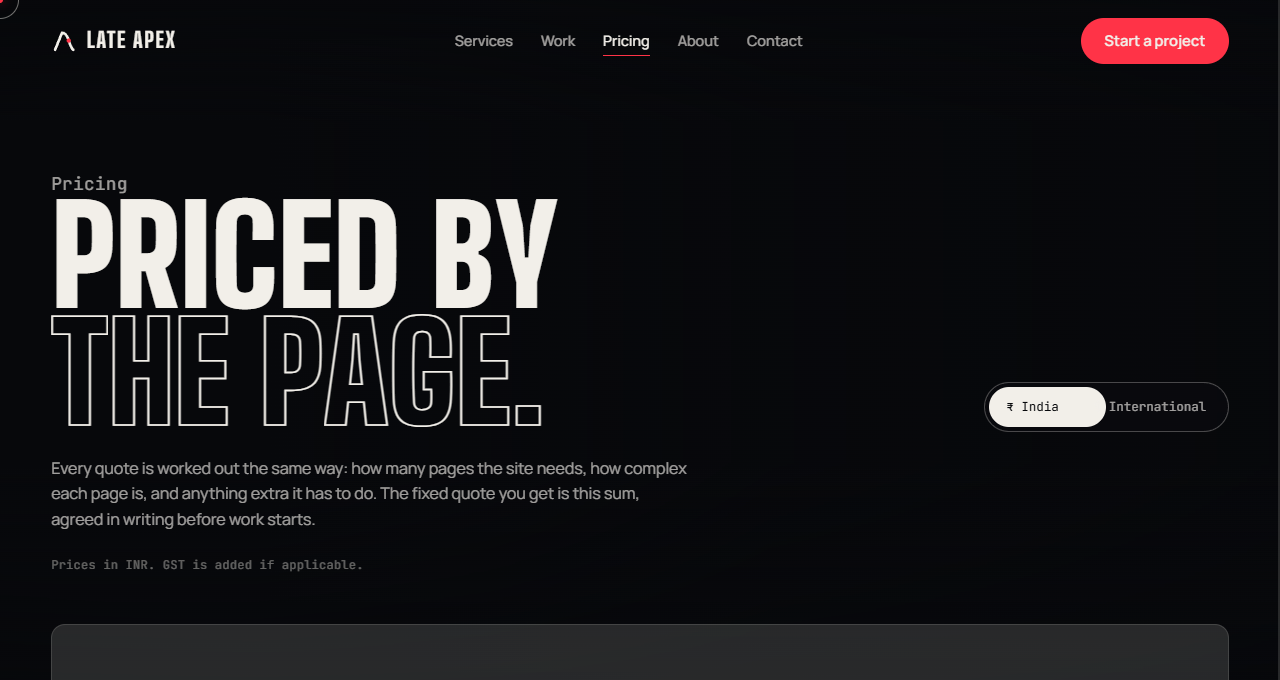 LATE APEX
Services
Work
Pricing
About
Contact
Start a project
Pricing
PRICED BY
THE PAGE.
₹ India
International
Every quote is worked out the same way: how many pages the site needs, how complex
each page is, and anything extra it has to do. The fixed quote you get is this sum,
agreed in writing before work starts.
Prices in INR. GST is added if applicable.